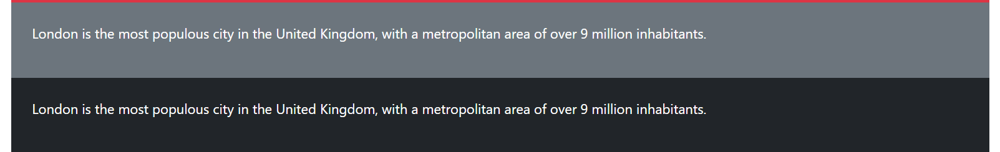 London is the most populous city in the United Kingdom, with a metropolitan area of over 9 million inhabitants.
London is the most populous city in the United Kingdom, with a metropolitan area of over 9 million inhabitants.